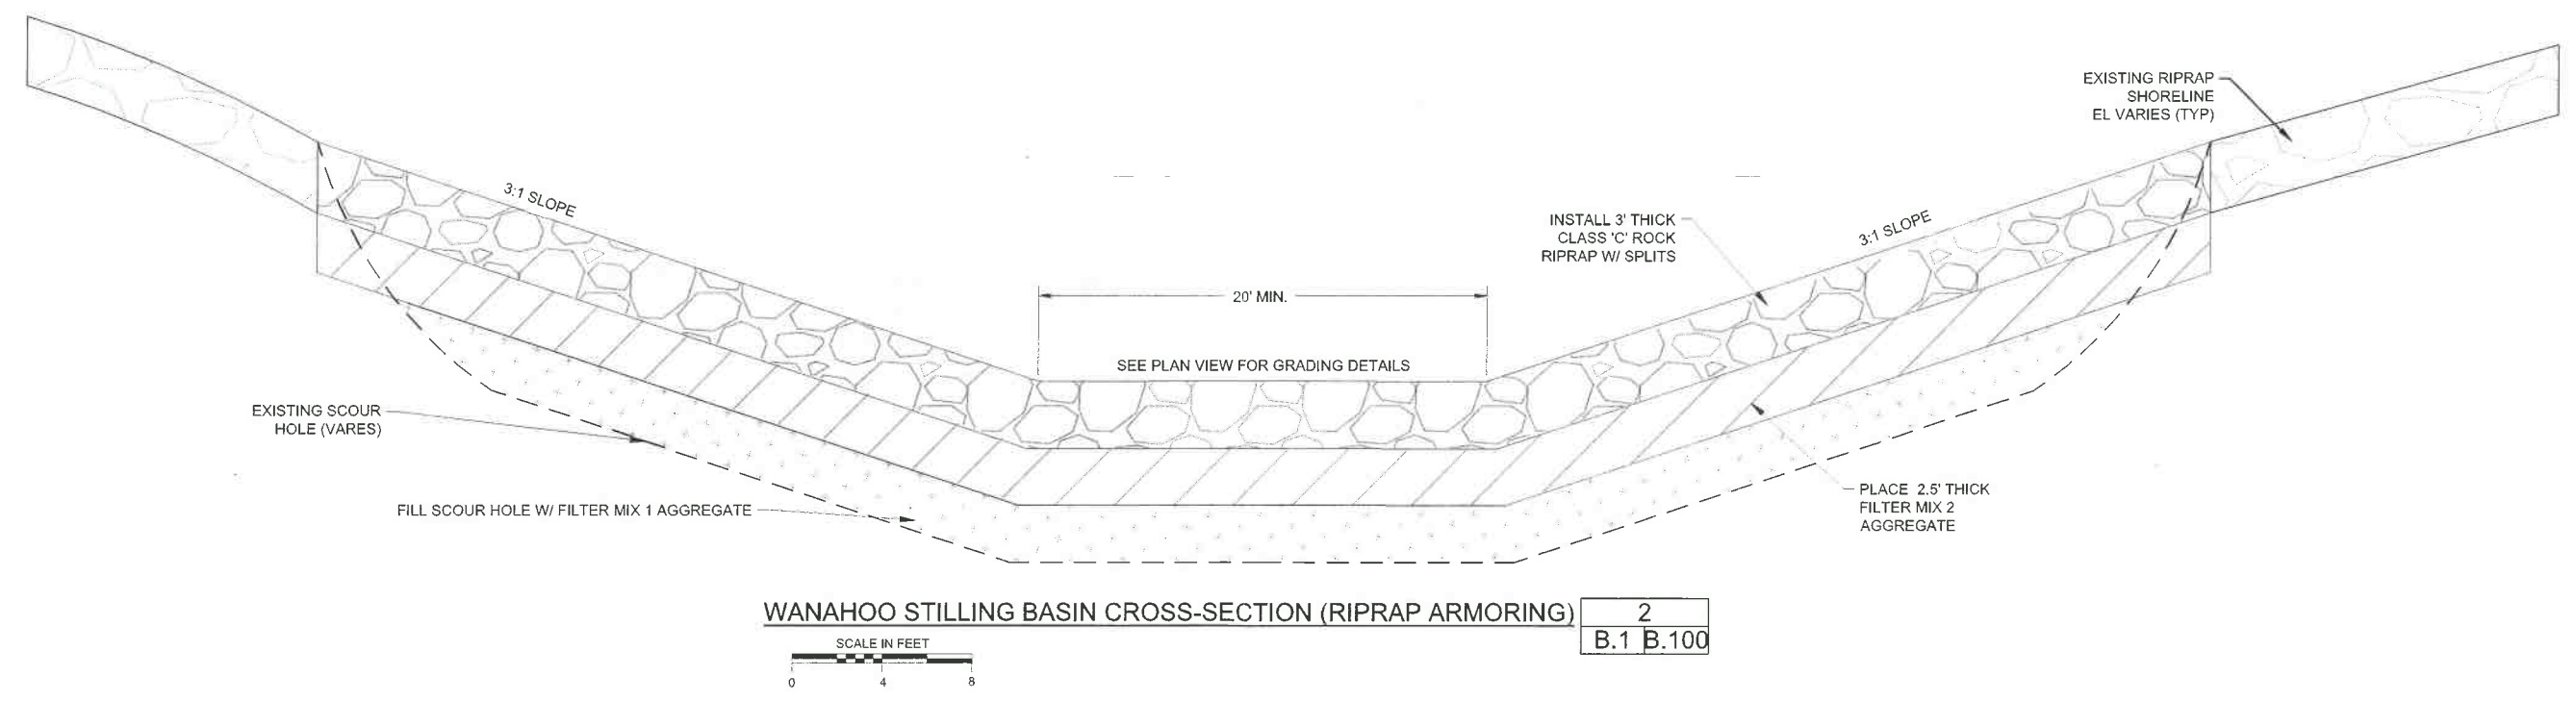 EXISTING RIPRAP
SHORELINE
EL VARIES (TYP)
3:1 SLOPE
INSTALL 3' THICK
CLASS 'C' ROCK
RIPRAP W/ SPLITS
3:1 SLOPE
20' MIN.
SEE PLAN VIEW FOR GRADING DETAILS
EXISTING SCOUR
HOLE (VARES)
FILL SCOUR HOLE W/ FILTER MIX 1 AGGREGATE
PLACE 2.5' THICK
FILTER MIX 2
AGGREGATE
WANAHOO STILLING BASIN CROSS-SECTION (RIPRAP ARMORING)
2
B.1 B.100
SCALE IN FEET
0 4 8